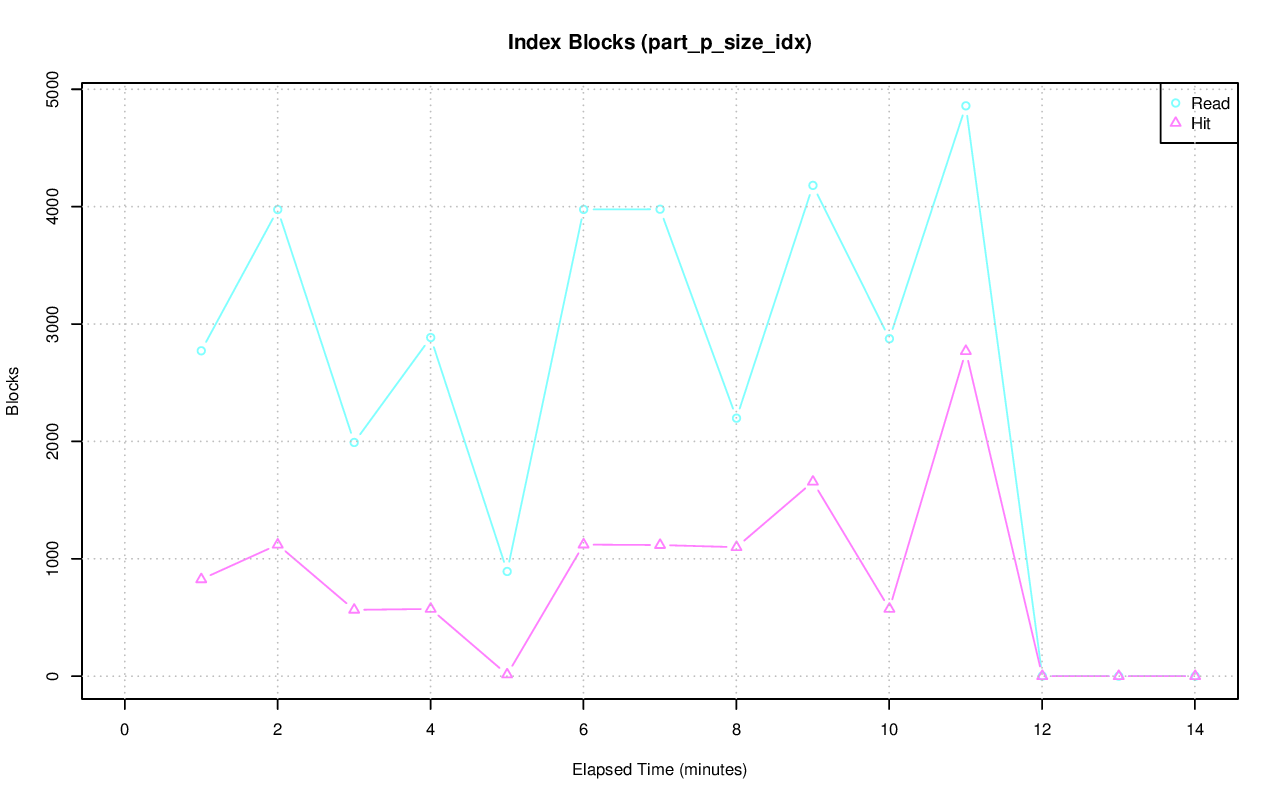 Index Blocks (part_p_size_idx)
Read
Hit
Blocks
5000
4000
3000
2000
1000
0
0 2 4 6 8 10 12 14
Elapsed Time (minutes)